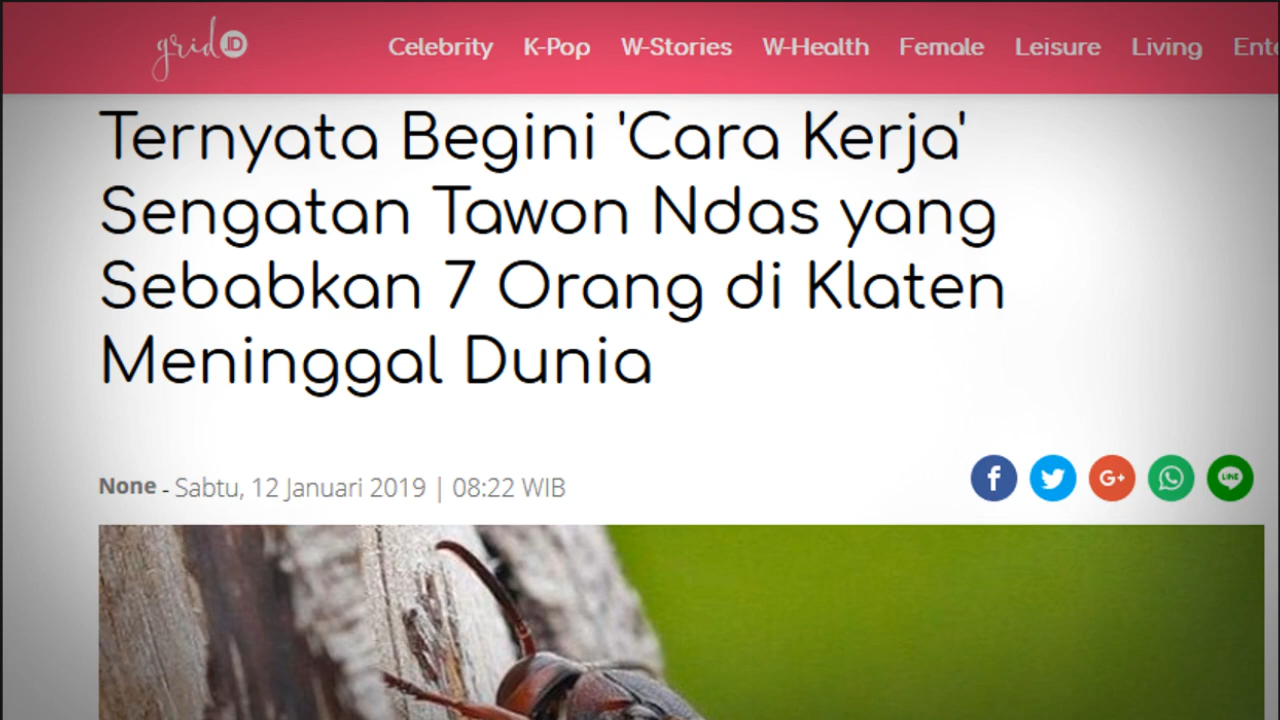 grid.ID
Celebrity K-Pop W-Stories W-Health Female Leisure Living
Ternyata Begini 'Cara Kerja'
Sengatan Tawon Ndas yang
Sebabkan 7 Orang di Klaten
Meninggal Dunia
None - Sabtu, 12 Januari 2019 | 08:22 WIB
f G+ LINE